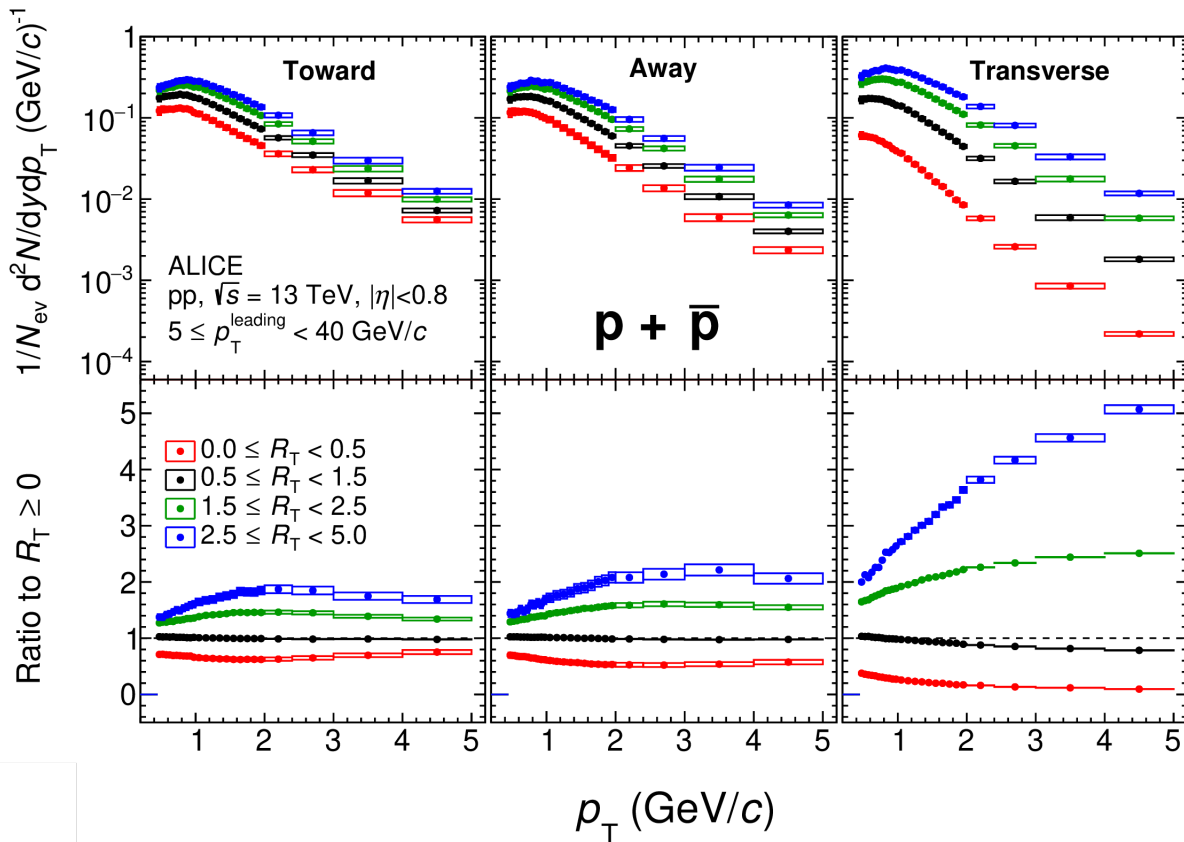 1/N_ev d²N/dydp_T (GeV/c)⁻¹
Toward
Away
Transverse
1
10⁻¹
10⁻²
10⁻³
10⁻⁴
ALICE
pp, √s = 13 TeV, |η|<0.8
5 ≤ p_T^leading < 40 GeV/c
p + p̅
Ratio to R_T ≥ 0
5
4
3
2
1
0
0.0 ≤ R_T < 0.5
0.5 ≤ R_T < 1.5
1.5 ≤ R_T < 2.5
2.5 ≤ R_T < 5.0
1 2 3 4 5 1 2 3 4 5 1 2 3 4 5
p_T (GeV/c)